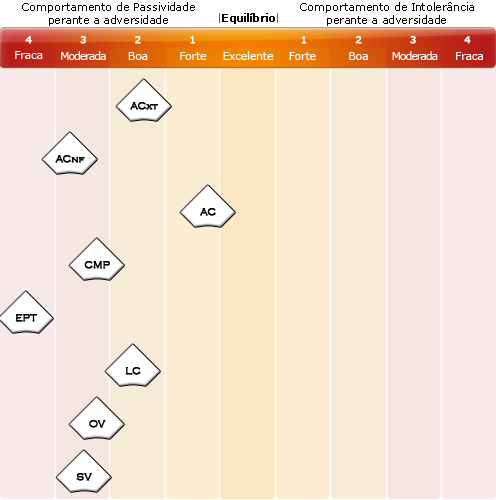 Comportamento de Passividade
perante a adversidade
|Equilíbrio|
Comportamento de Intolerância
perante a adversidade
4 3 2 1 1 2 3 4
Fraca Moderada Boa Forte Excelente Forte Boa Moderada Fraca
ACXT
ACNF
AC
CMP
EPT
LC
OV
SV